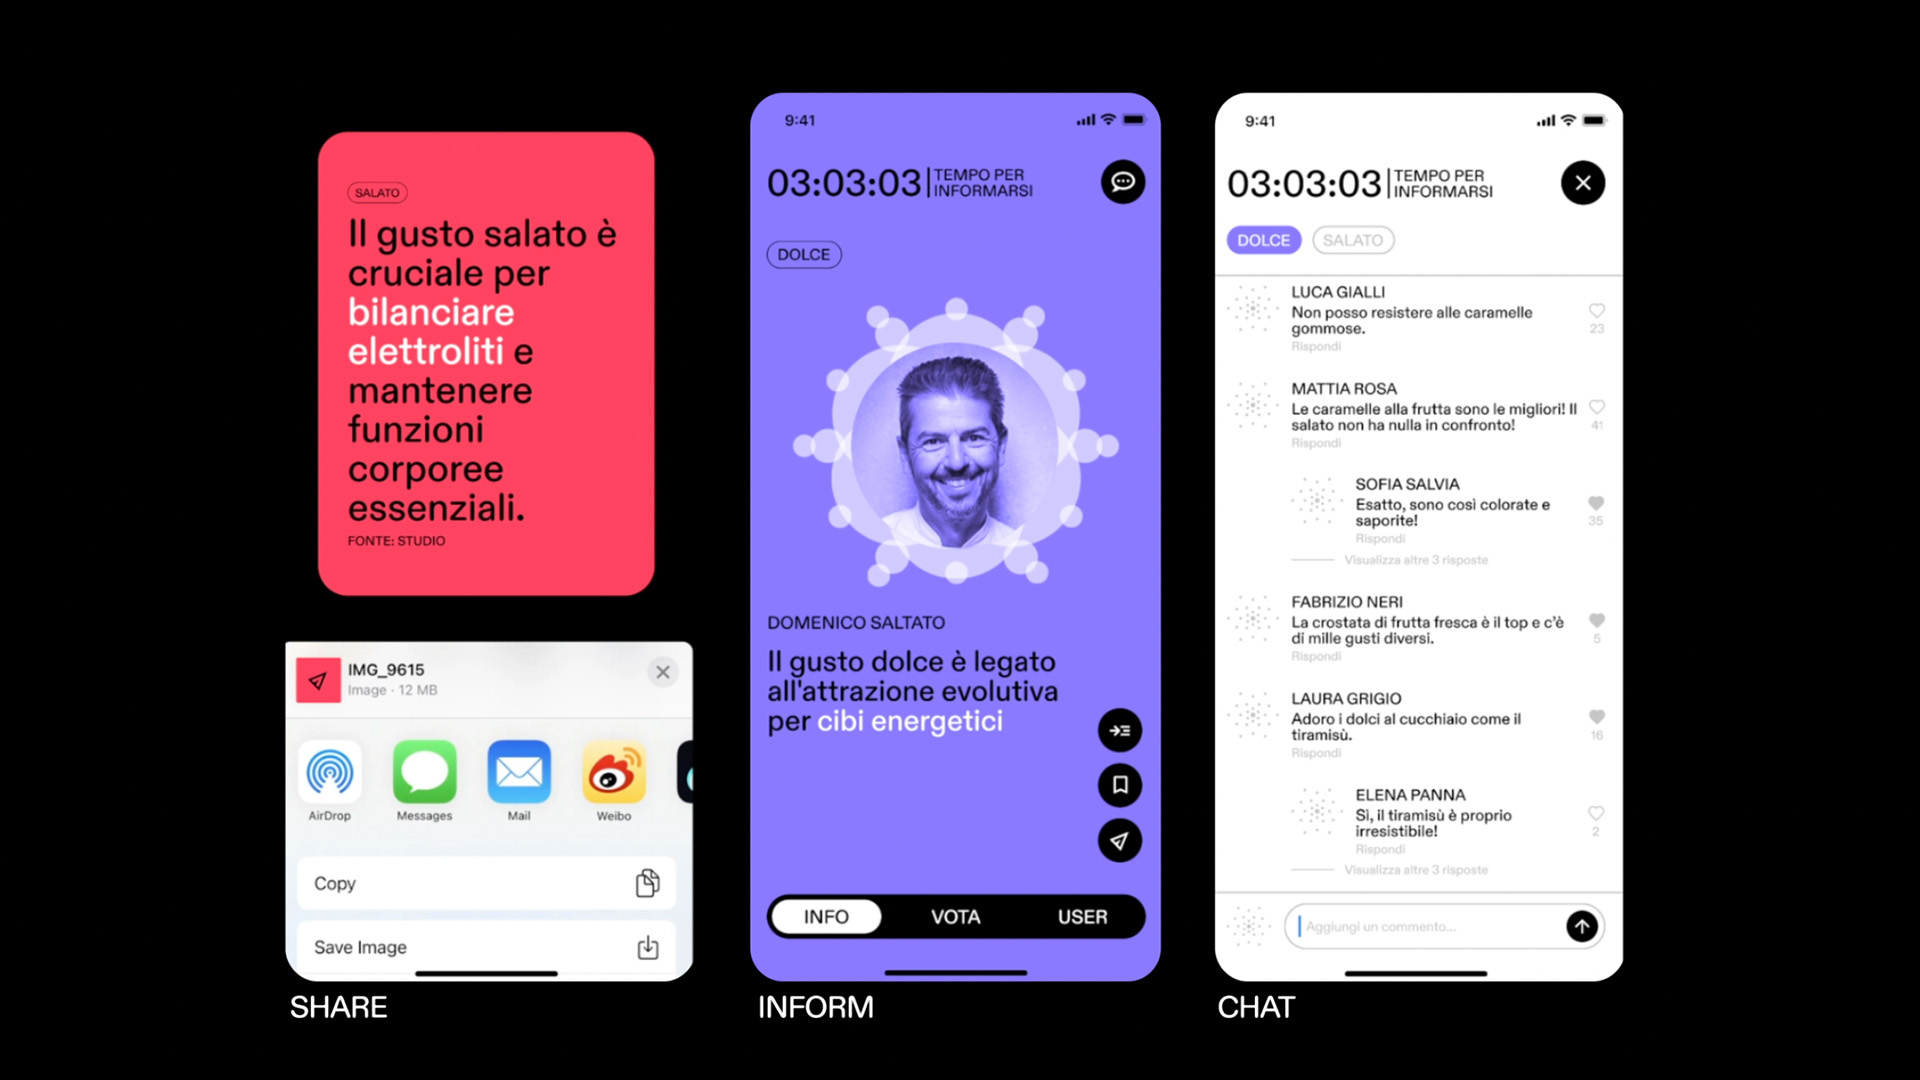 SALATO
Il gusto salato è
cruciale per
bilanciare
elettroliti e
mantenere
funzioni
corporee
essenziali.
FONTE: STUDIO
IMG_9615
Image · 12 MB
AirDrop
Messages
Mail
Weibo
Copy
Save Image
SHARE
9:41
03:03:03
TEMPO PER
INFORMARSI
DOLCE
DOMENICO SALTATO
Il gusto dolce è legato
all'attrazione evolutiva
per cibi energetici
INFO
VOTA
USER
INFORM
9:41
03:03:03
TEMPO PER
INFORMARSI
DOLCE
SALATO
LUCA GIALLI
Non posso resistere alle caramelle
gommose.
Rispondi
23
MATTIA ROSA
Le caramelle alla frutta sono le migliori! Il
salato non ha nulla in confronto!
Rispondi
41
SOFIA SALVIA
Esatto, sono così colorate e
saporite!
Rispondi
35
Visualizza altre 3 risposte
FABRIZIO NERI
La crostata di frutta fresca è il top e c'è
di mille gusti diversi.
Rispondi
5
LAURA GRIGIO
Adoro i dolci al cucchiaio come il
tiramisù.
Rispondi
16
ELENA PANNA
Sì, il tiramisù è proprio
irresistibile!
Rispondi
2
Visualizza altre 3 risposte
Aggiungi un commento...
CHAT